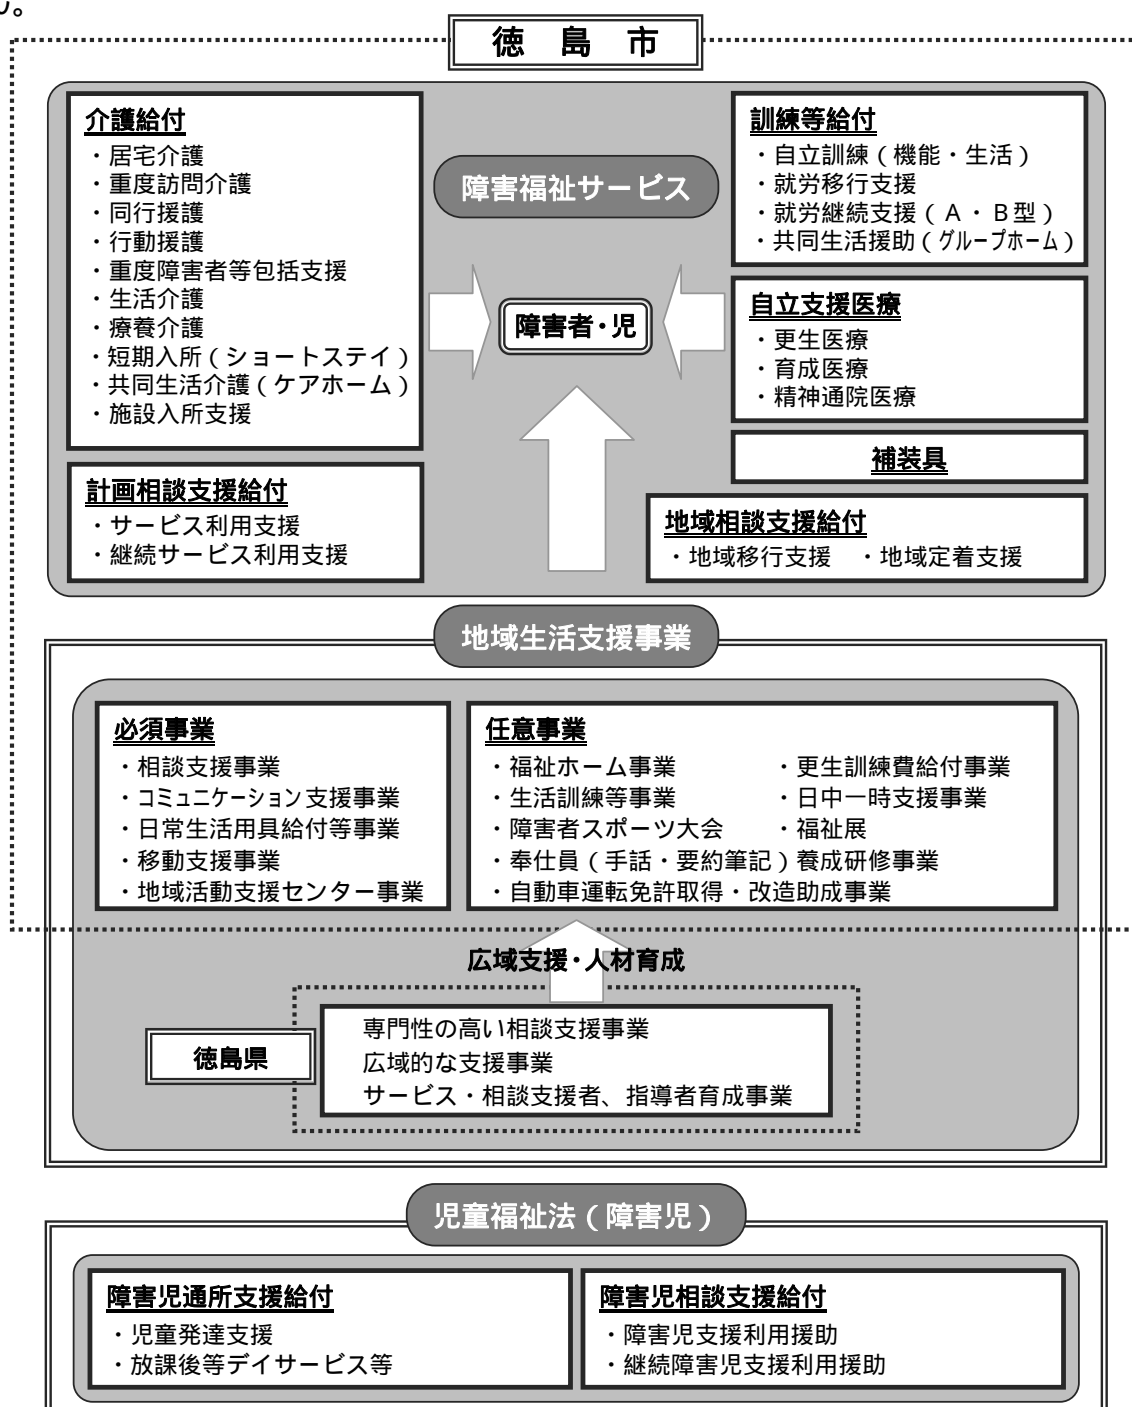 ん。
徳島市
介護給付
・居宅介護
・重度訪問介護
・同行援護
・行動援護
・重度障害者等包括支援
・生活介護
・療養介護
・短期入所（ショートステイ）
・共同生活介護（ケアホーム）
・施設入所支援
障害福祉サービス
訓練等給付
・自立訓練（機能・生活）
・就労移行支援
・就労継続支援（Ａ・Ｂ型）
・共同生活援助（グループホーム）
障害者・児
自立支援医療
・更生医療
・育成医療
・精神通院医療
補装具
計画相談支援給付
・サービス利用支援
・継続サービス利用支援
地域相談支援給付
・地域移行支援　・地域定着支援
地域生活支援事業
必須事業
・相談支援事業
・コミュニケーション支援事業
・日常生活用具給付等事業
・移動支援事業
・地域活動支援センター事業
任意事業
・福祉ホーム事業　・更生訓練費給付事業
・生活訓練等事業　・日中一時支援事業
・障害者スポーツ大会　・福祉展
・奉仕員（手話・要約筆記）養成研修事業
・自動車運転免許取得・改造助成事業
広域支援・人材育成
徳島県
専門性の高い相談支援事業
広域的な支援事業
サービス・相談支援者、指導者育成事業
児童福祉法（障害児）
障害児通所支援給付
・児童発達支援
・放課後等デイサービス等
障害児相談支援給付
・障害児支援利用援助
・継続障害児支援利用援助